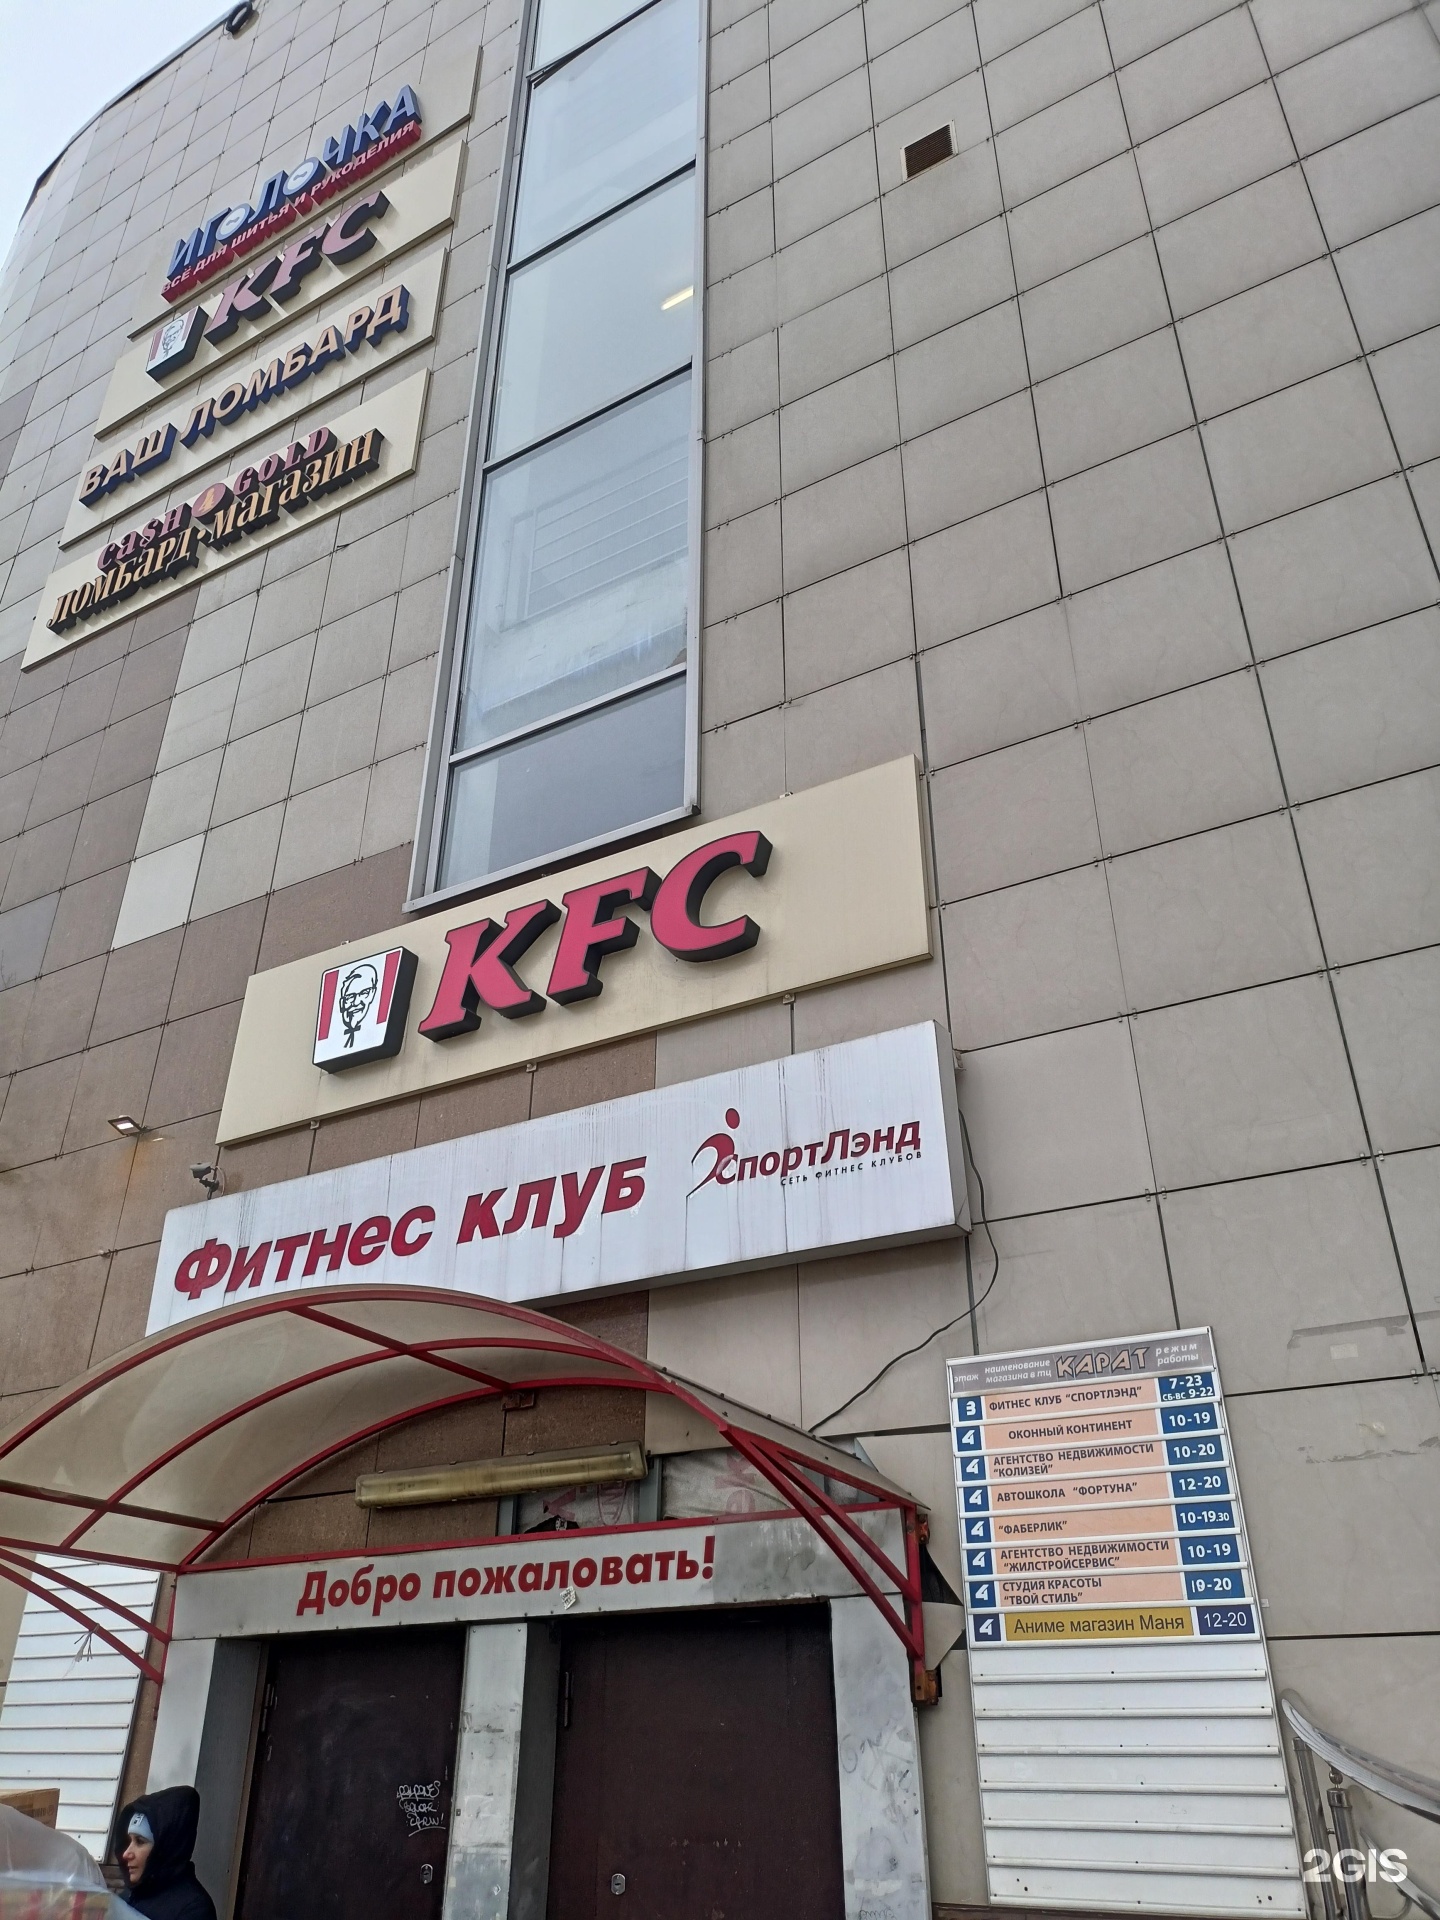 ИГОЛОЧКА
ВСЁ ДЛЯ ШИТЬЯ И РУКОДЕЛИЯ
KFC
ВАШ ЛОМБАРД
CASH GOLD
ЛОМБАРД·МАГАЗИН
KFC
Фитнес клуб
СпортЛэнд
СЕТЬ ФИТНЕС КЛУБОВ
Добро пожаловать!
этаж наименование магазина в тц КАРАТ режим работы
3 ФИТНЕС КЛУБ "СПОРТЛЭНД" 7-23 СБ-ВС 9-22
4 ОКОННЫЙ КОНТИНЕНТ 10-19
4 АГЕНТСТВО НЕДВИЖИМОСТИ "КОЛИЗЕЙ" 10-20
4 АВТОШКОЛА "ФОРТУНА" 12-20
4 "ФАБЕРЛИК" 10-19.30
4 АГЕНТСТВО НЕДВИЖИМОСТИ "ЖИЛСТРОЙСЕРВИС" 10-19
4 СТУДИЯ КРАСОТЫ "ТВОЙ СТИЛЬ" 10-20
4 Аниме магазин Маня 12-20
2GIS